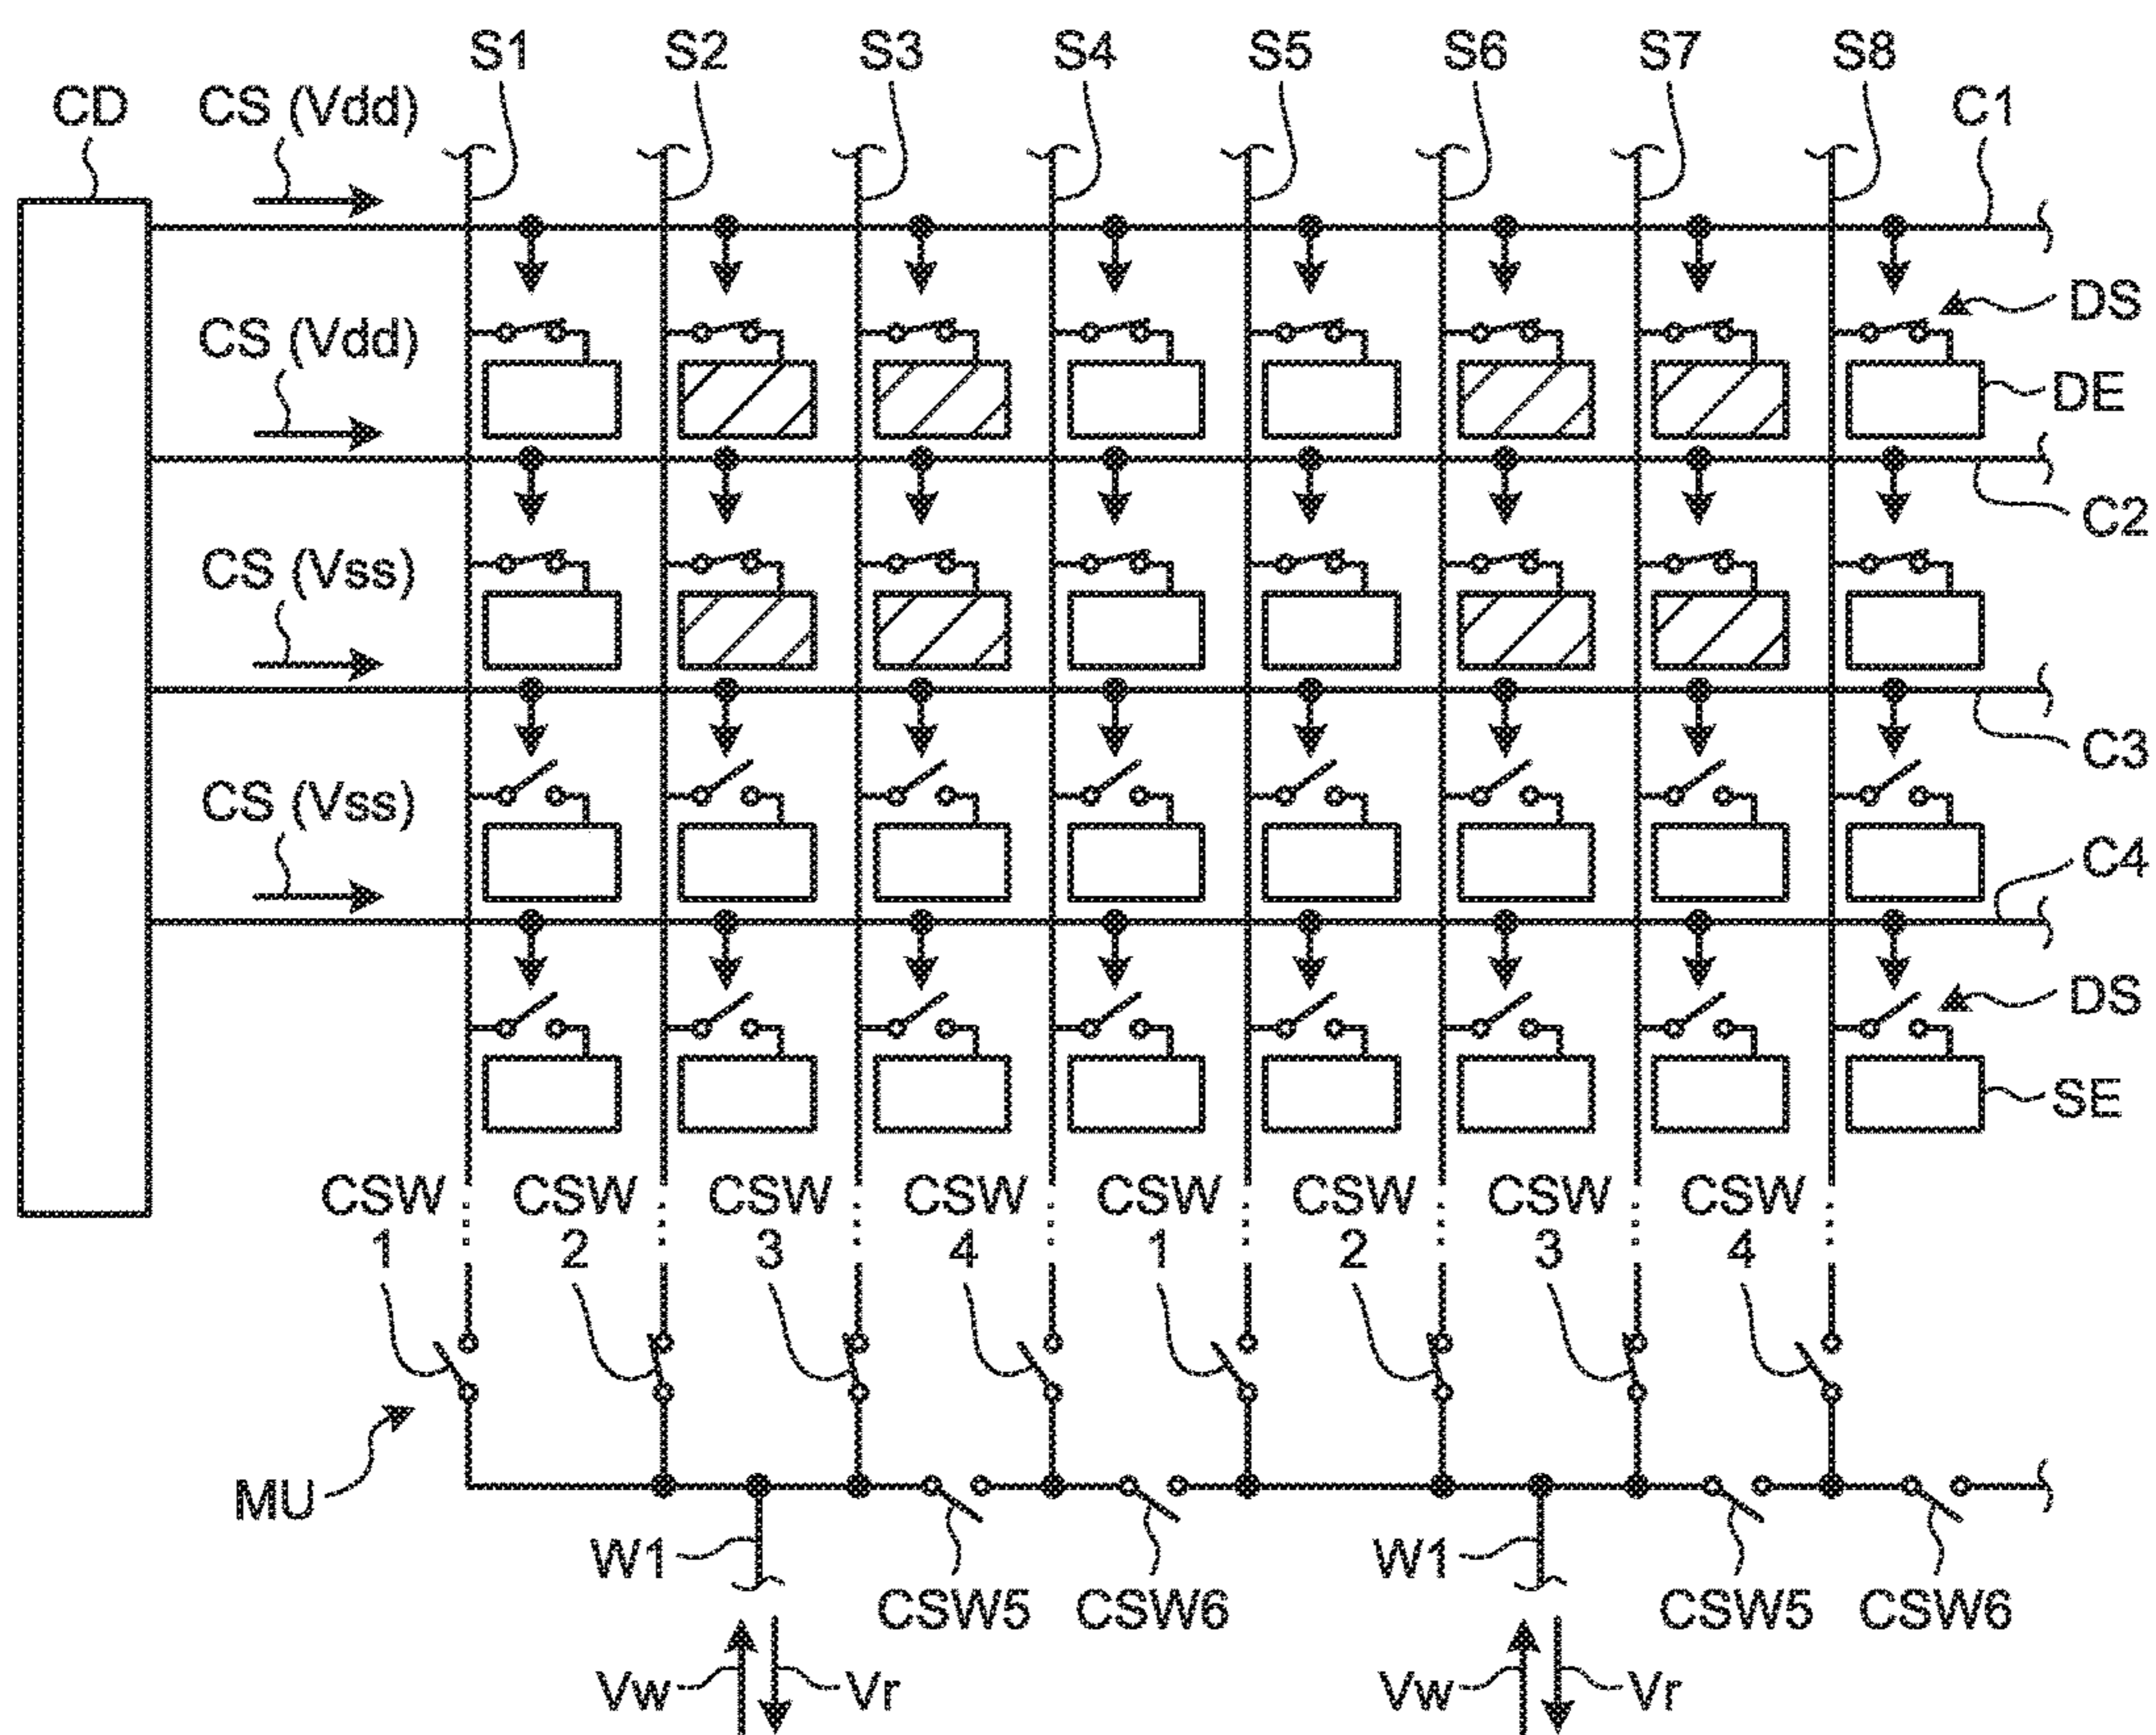 S1 S2 S3 S4 S5 S6 S7 S8
CD CS (Vdd) C1
DS
CS (Vdd)
DE
C2
CS (Vss)
C3
CS (Vss)
C4
DS
SE
CSW CSW CSW CSW CSW CSW CSW CSW
1 2 3 4 1 2 3 4
MU
W1 W1
CSW5 CSW6 CSW5 CSW6
Vw Vr Vw Vr